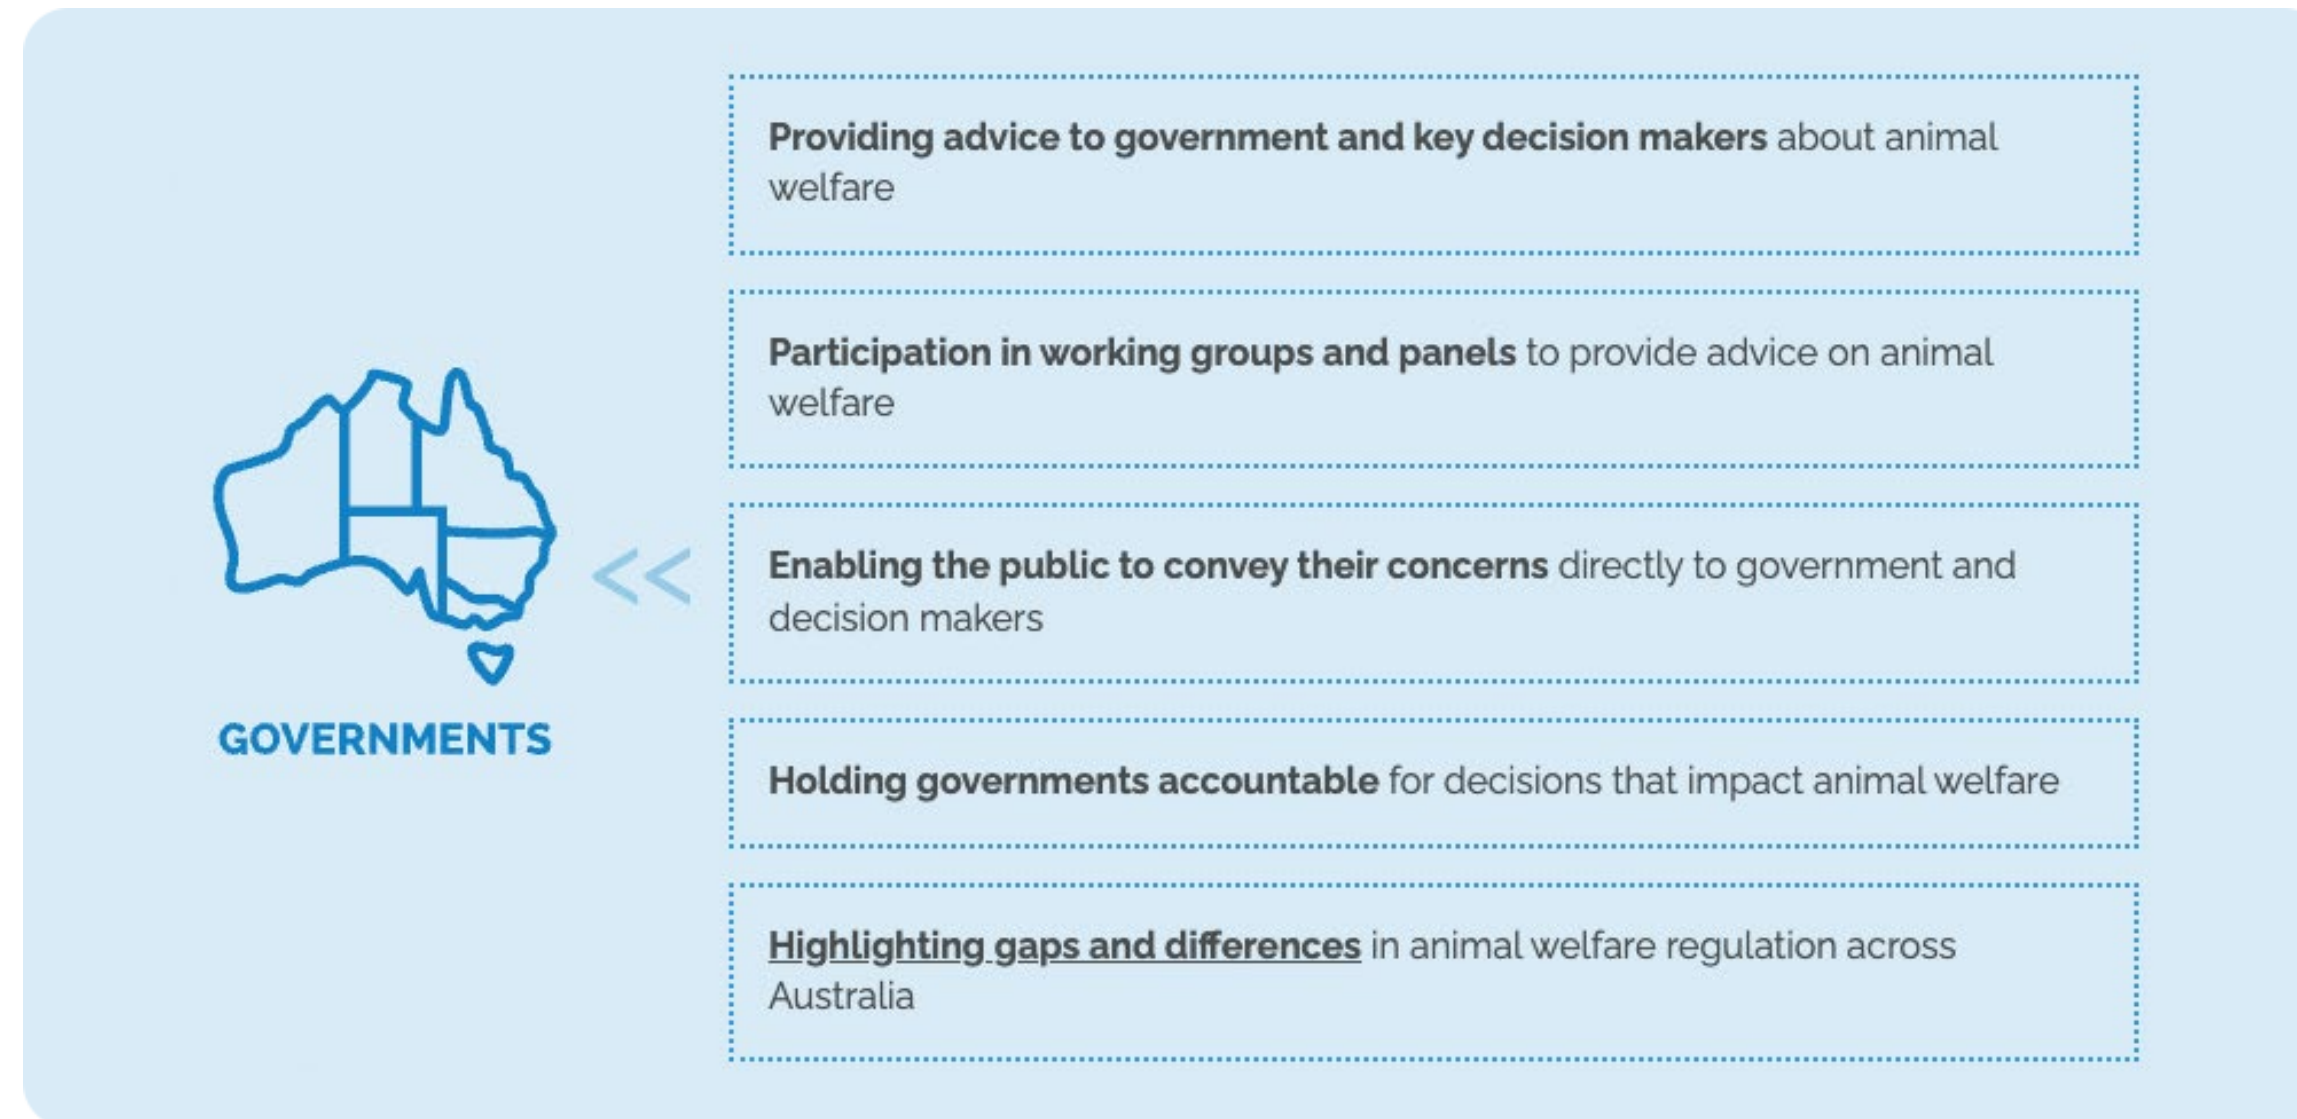 Providing advice to government and key decision makers about animal
welfare
Participation in working groups and panels to provide advice on animal
welfare
Enabling the public to convey their concerns directly to government and
decision makers
Holding governments accountable for decisions that impact animal welfare
Highlighting gaps and differences in animal welfare regulation across
Australia
GOVERNMENTS